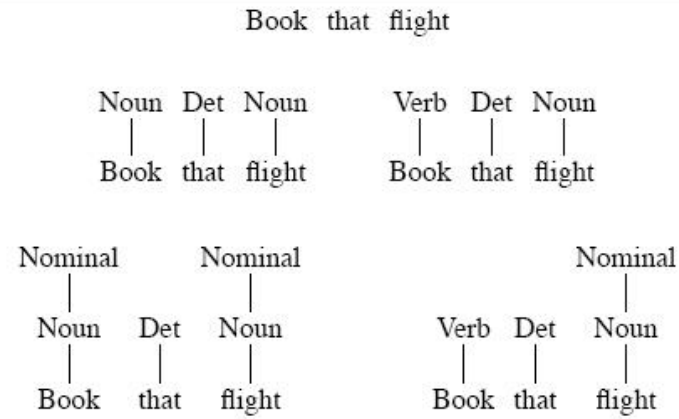 Book that flight
Noun Det Noun Verb Det Noun
Book that flight Book that flight
Nominal Nominal Nominal
Noun Det Noun Verb Det Noun
Book that flight Book that flight